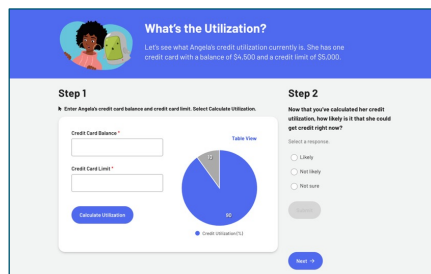 What's the Utilization?
Let's see what Angela's credit utilization currently is. She has one
credit card with a balance of $4,500 and a credit limit of $5,000.
Step 1
Enter Angela's credit card balance and credit card limit. Select Calculate Utilization.
Credit Card Balance *
Credit Card Limit *
Calculate Utilization
Table View
10
90
Credit Utilization(%)
Step 2
Now that you've calculated her credit
utilization, how likely is it that she could
get credit right now?
Select a response.
Likely
Not likely
Not sure
Submit
Next →